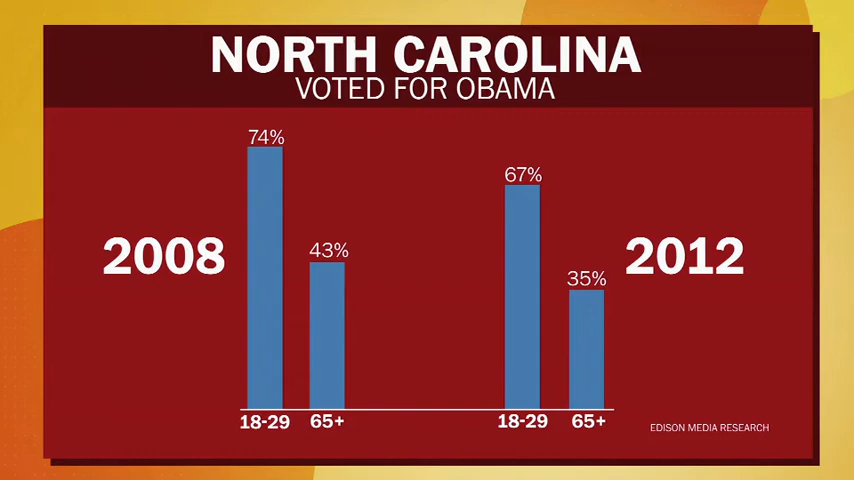 NORTH CAROLINA
VOTED FOR OBAMA
74%
67%
43%
2008
2012
35%
18-29 65+ 18-29 65+
EDISON MEDIA RESEARCH